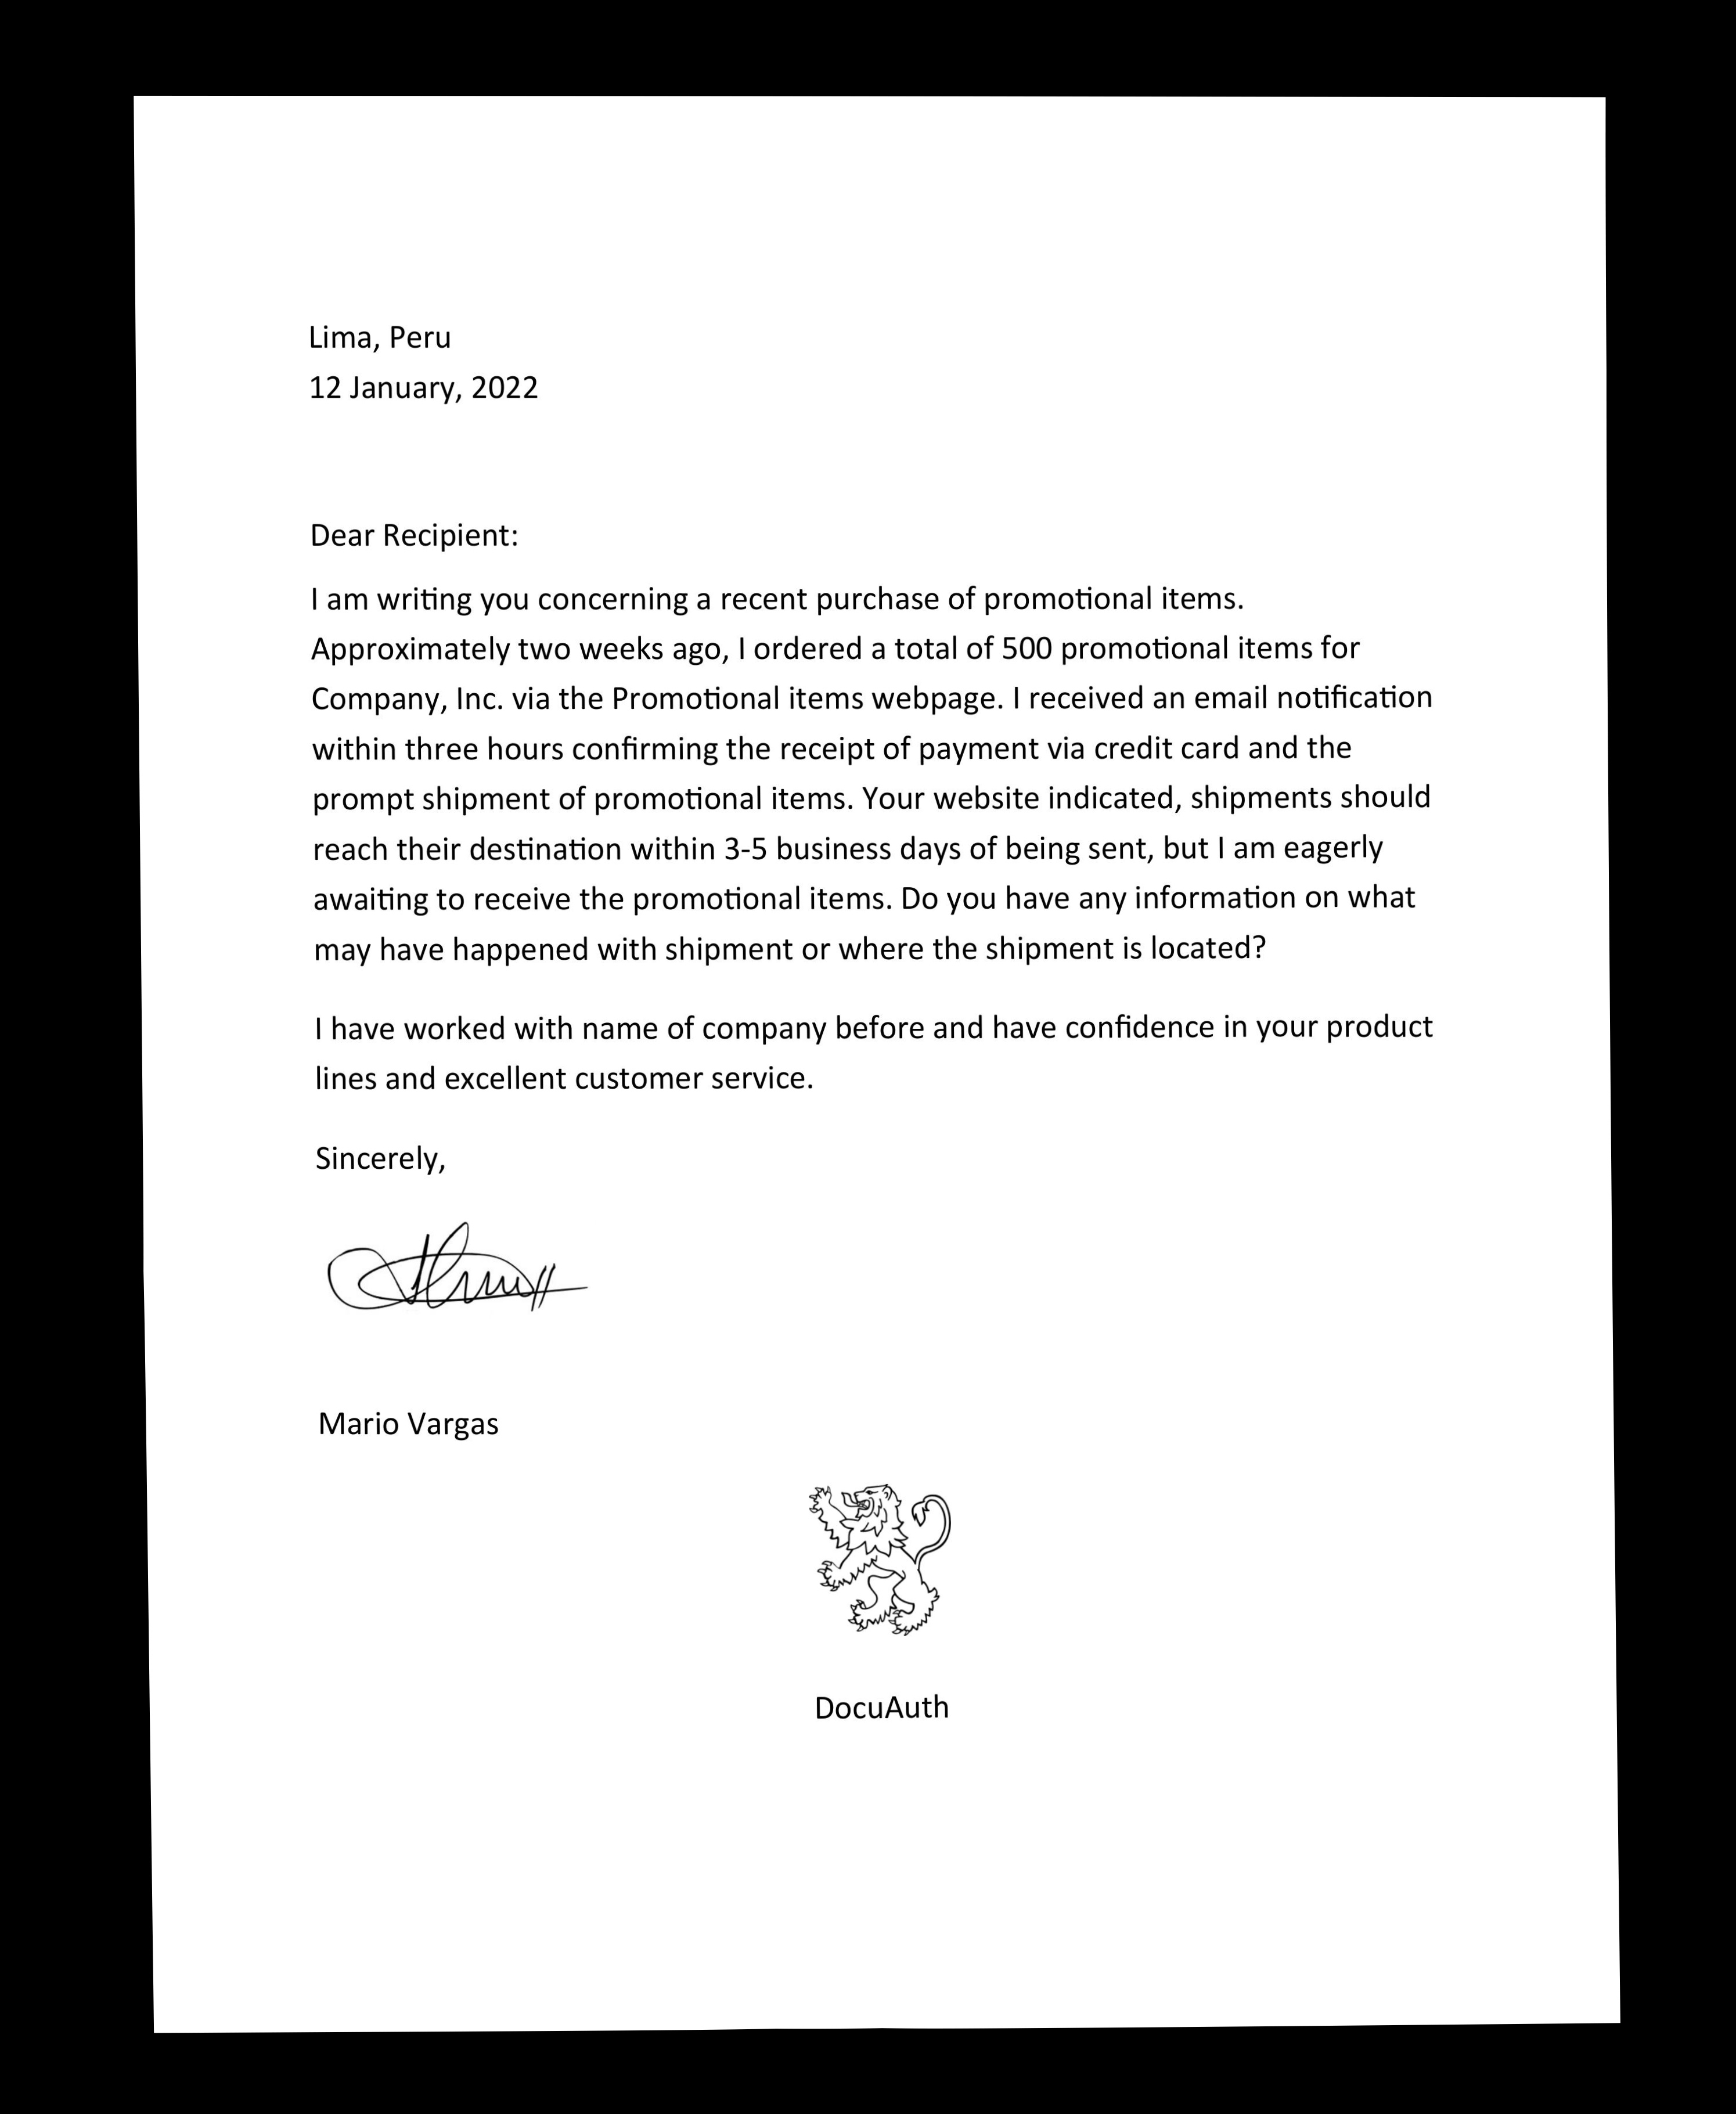 Lima, Peru
12 January, 2022
Dear Recipient:
I am writing you concerning a recent purchase of promotional items.
Approximately two weeks ago, I ordered a total of 500 promotional items for
Company, Inc. via the Promotional items webpage. I received an email notification
within three hours confirming the receipt of payment via credit card and the
prompt shipment of promotional items. Your website indicated, shipments should
reach their destination within 3-5 business days of being sent, but I am eagerly
awaiting to receive the promotional items. Do you have any information on what
may have happened with shipment or where the shipment is located?
I have worked with name of company before and have confidence in your product
lines and excellent customer service.
Sincerely,
Mario Vargas
DocuAuth